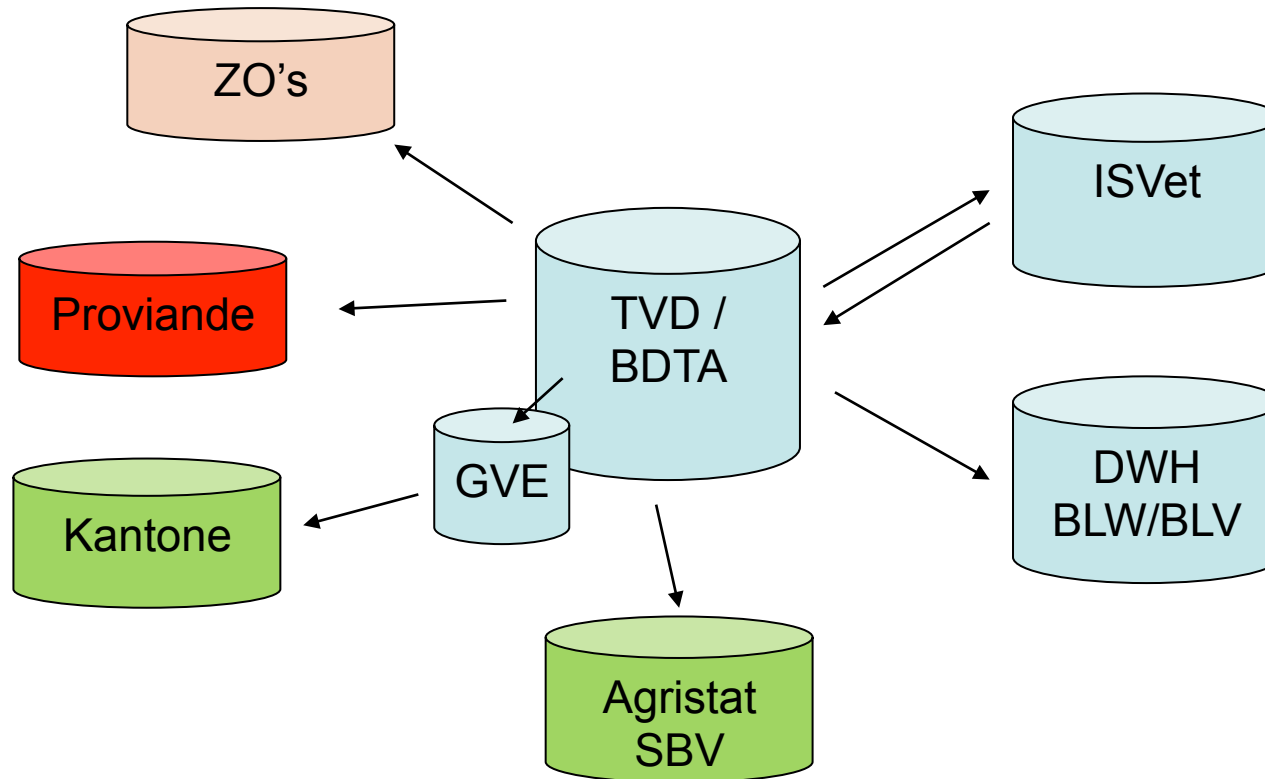 ZO’s
ISVet
TVD /
BDTA
Proviande
GVE
DWH
BLW/BLV
Kantone
Agristat
SBV